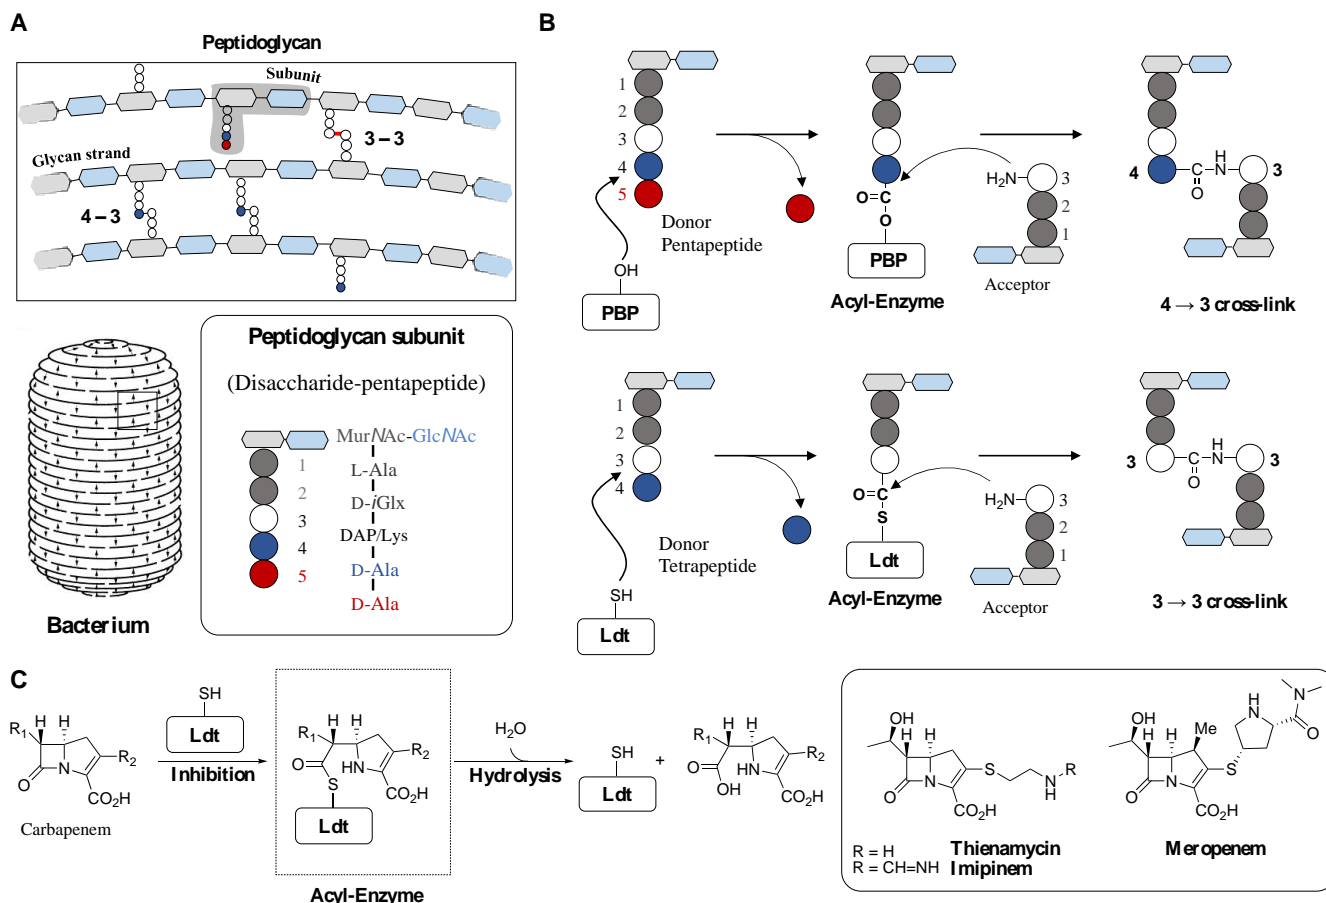 A
Peptidoglycan
Subunit
3 – 3
Glycan strand
4 – 3
Bacterium
Peptidoglycan subunit
(Disaccharide-pentapeptide)
MurNAc-GlcNAc
1
L-Ala
2
D-iGlx
3
DAP/Lys
4
D-Ala
5
D-Ala
B
1
2
3
4
5
Donor
Pentapeptide
OH
PBP
O
C
O
PBP
Acyl-Enzyme
H2N
3
2
1
Acceptor
4
C
O
H
N
3
4 → 3 cross-link
1
2
3
4
Donor
Tetrapeptide
SH
Ldt
O
C
S
Ldt
Acyl-Enzyme
H2N
3
2
1
Acceptor
3
C
O
H
N
3
3 → 3 cross-link
C
R1
H
H
N
O
R2
CO2H
Carbapenem
SH
Ldt
Inhibition
R1
H
H
O
S
HN
R2
CO2H
Ldt
Acyl-Enzyme
H2O
Hydrolysis
SH
Ldt
+
R1
H
H
O
OH
HN
R2
CO2H
OH
H
H
N
O
S
N
H
R
CO2H
R = H
R = CH=NH
Thienamycin
Imipinem
OH
H
H
Me
N
O
S
CO2H
H
N
N
O
Meropenem